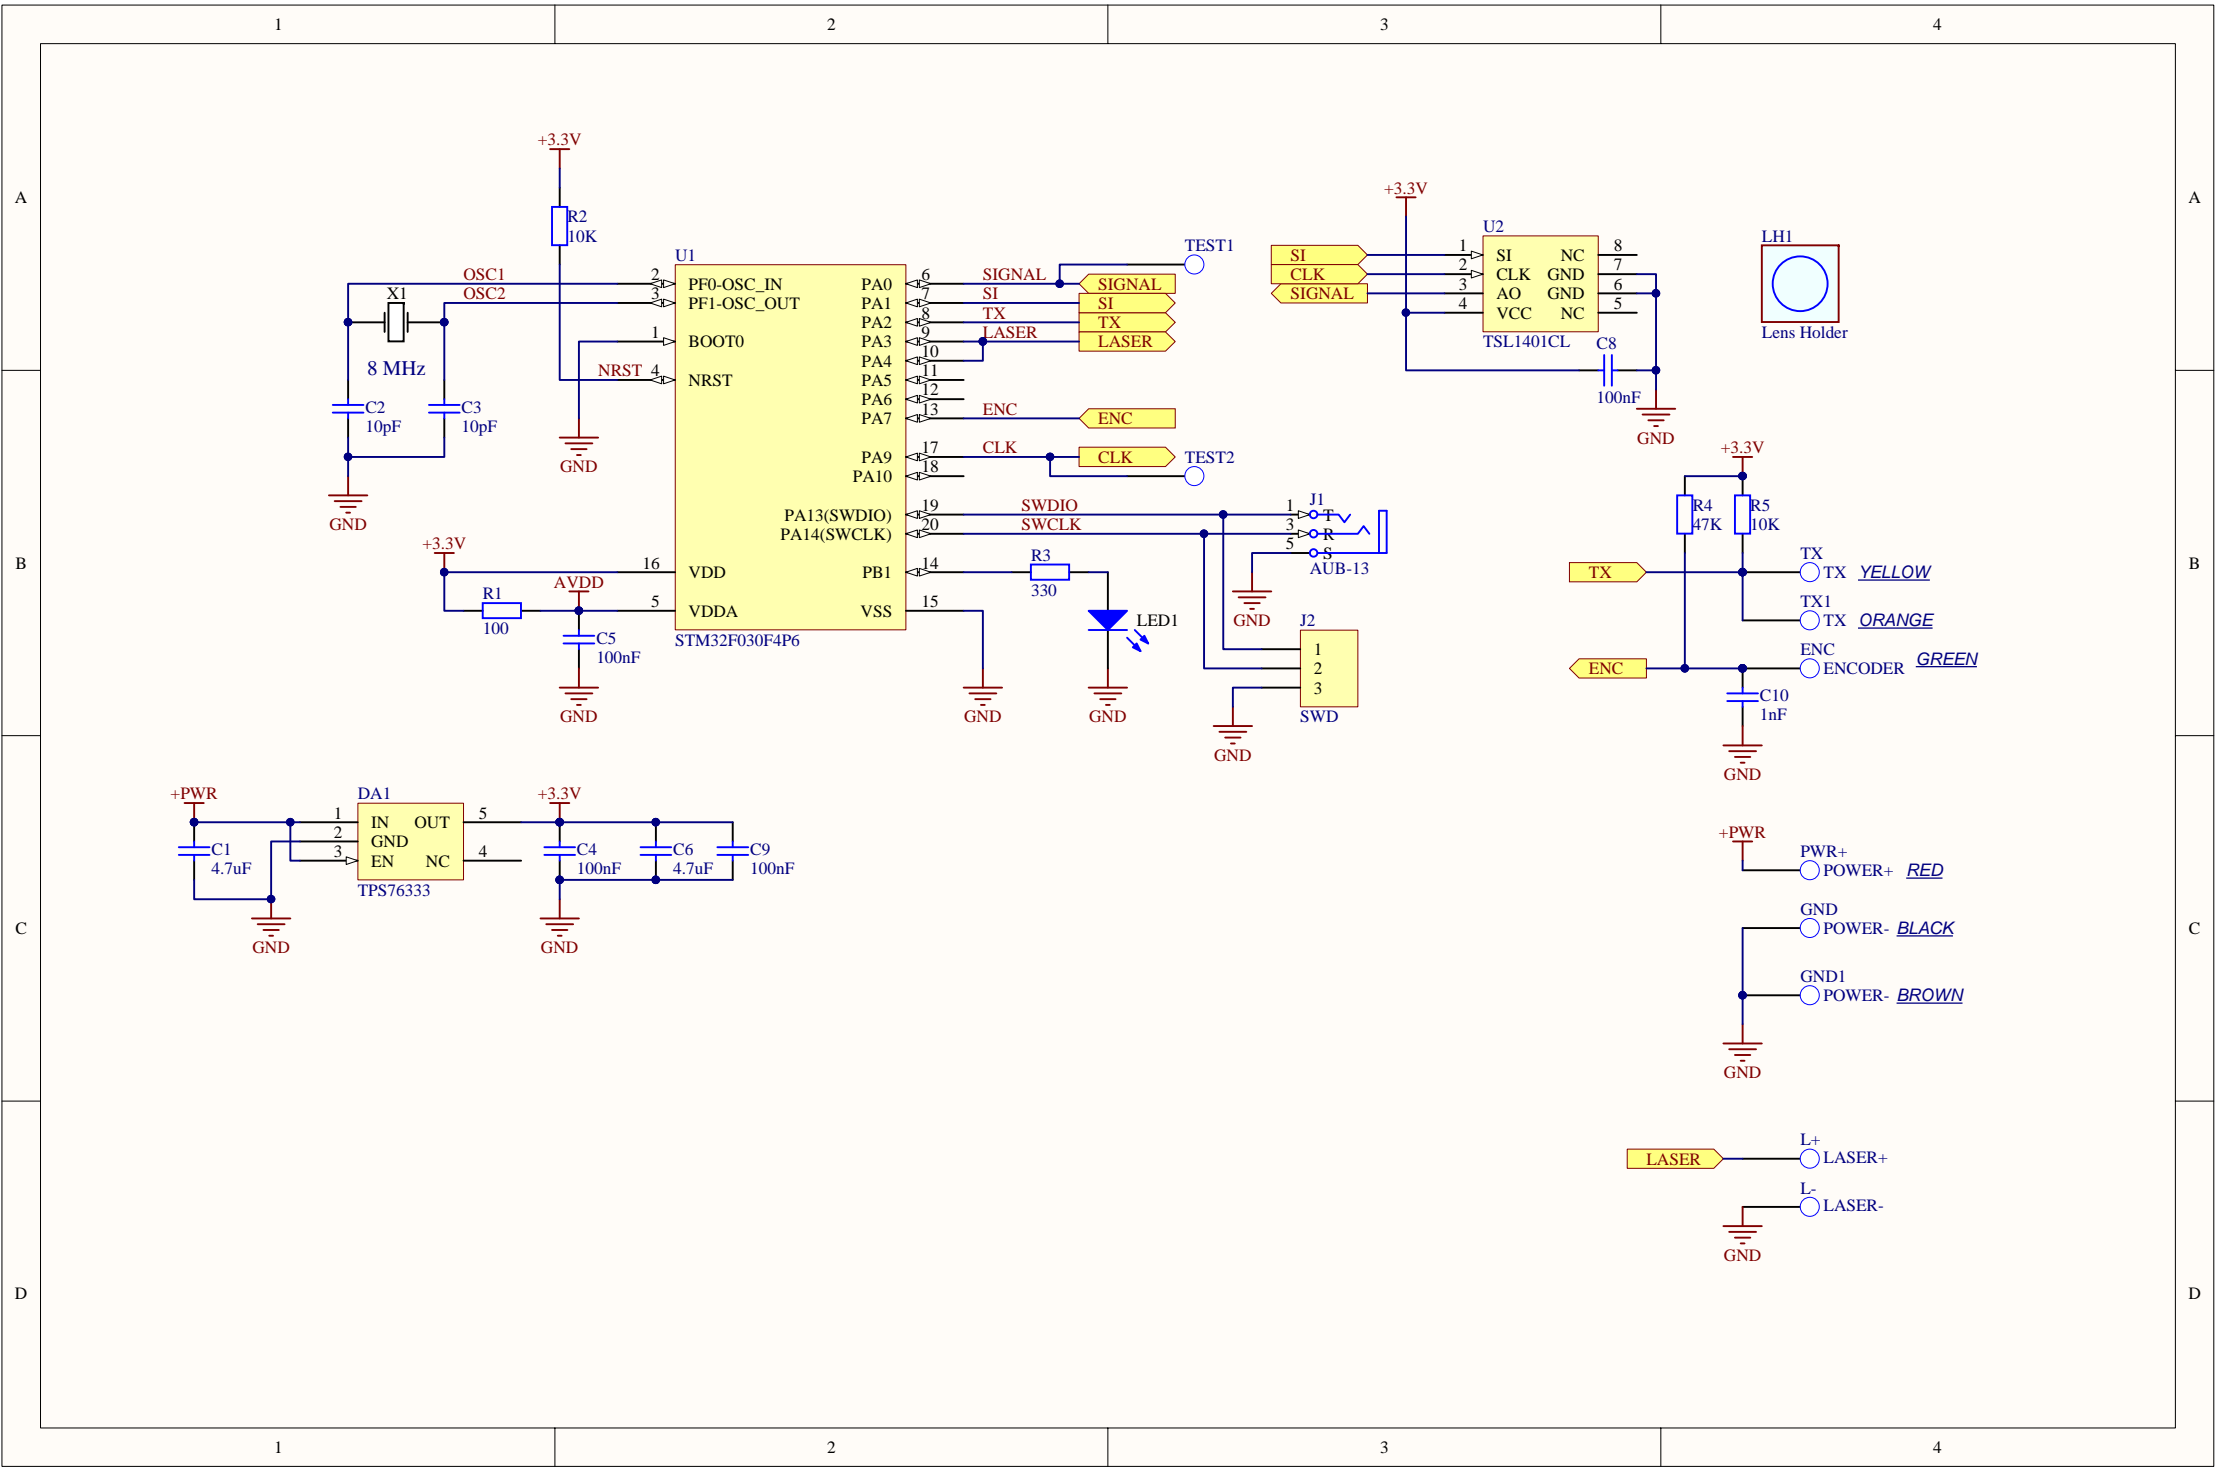 1 2 3 4
A A
B B
C C
D D
1 2 3 4
+3.3V
R2
10K
OSC1
OSC2
X1
8 MHz
C2
10pF
C3
10pF
GND
NRST
GND
U1
2 PF0-OSC_IN
3 PF1-OSC_OUT
1 BOOT0
4 NRST
16 VDD
5 VDDA
PA0 6
PA1 7
PA2 8
PA3 9
PA4 10
PA5 11
PA6 12
PA7 13
PA9 17
PA10 18
PA13(SWDIO) 19
PA14(SWCLK) 20
PB1 14
VSS 15
STM32F030F4P6
+3.3V
R1
100
AVDD
C5
100nF
GND
SIGNAL SIGNAL
SI SI
TX TX
LASER LASER
ENC ENC
CLK CLK
TEST1
TEST2
SWDIO
SWCLK
R3
330
LED1
GND
GND
J1
1 T
3 R
5 S
AUB-13
GND
J2
1
2
3
SWD
GND
+3.3V
SI
CLK
SIGNAL
U2
1 SI NC 8
2 CLK GND 7
3 AO GND 6
4 VCC NC 5
TSL1401CL
C8
100nF
GND
LH1
Lens Holder
+3.3V
R4
47K
R5
10K
TX
TX
TX YELLOW
TX1
TX ORANGE
ENC
ENC
ENCODER GREEN
C10
1nF
GND
+PWR
C1
4.7uF
DA1
1 IN OUT 5
2 GND
3 EN NC 4
TPS76333
GND
+3.3V
C4
100nF
C6
4.7uF
C9
100nF
GND
+PWR
PWR+
POWER+ RED
GND
POWER- BLACK
GND1
POWER- BROWN
GND
LASER
L+
LASER+
L-
LASER-
GND